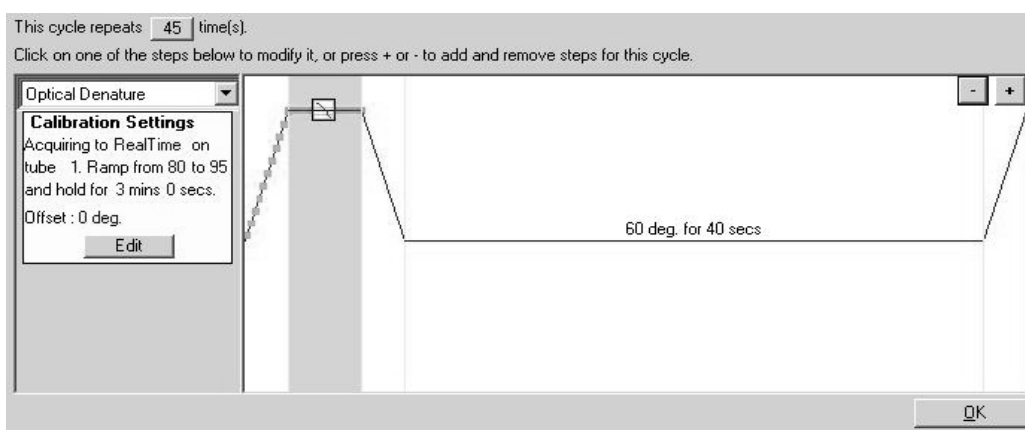 This cycle repeats 45 time(s).
Click on one of the steps below to modify it, or press + or - to add and remove steps for this cycle.
Optical Denature
- +
Calibration Settings
Acquiring to RealTime on
tube 1. Ramp from 80 to 95
and hold for 3 mins 0 secs.
Offset : 0 deg.
Edit
60 deg. for 40 secs
OK